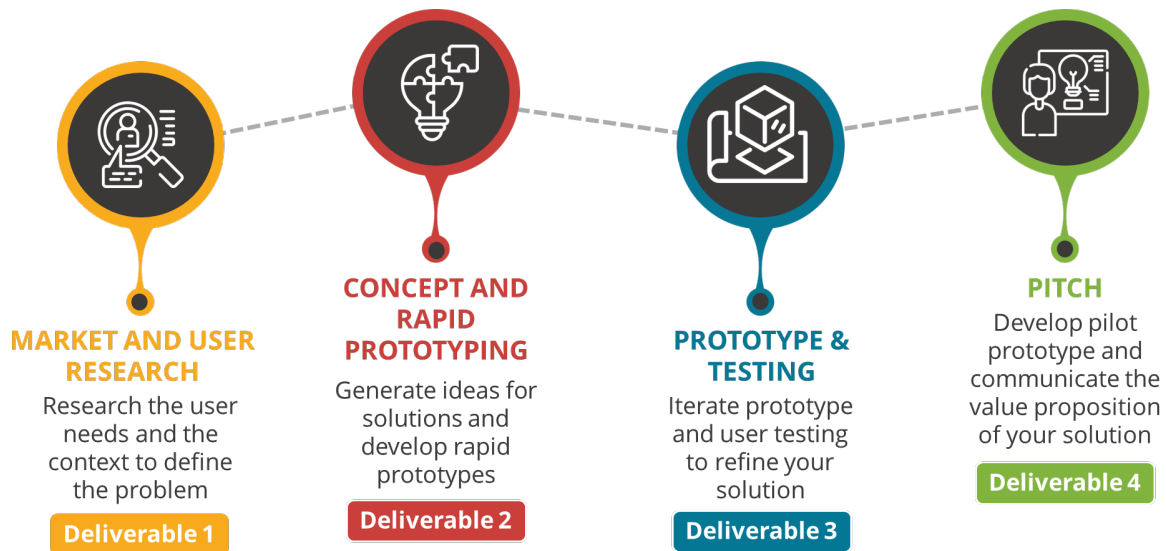 MARKET AND USER
RESEARCH
Research the user
needs and the
context to define
the problem
Deliverable 1
CONCEPT AND
RAPID
PROTOTYPING
Generate ideas for
solutions and
develop rapid
prototypes
Deliverable 2
PROTOTYPE &
TESTING
Iterate prototype
and user testing
to refine your
solution
Deliverable 3
PITCH
Develop pilot
prototype and
communicate the
value proposition
of your solution
Deliverable 4